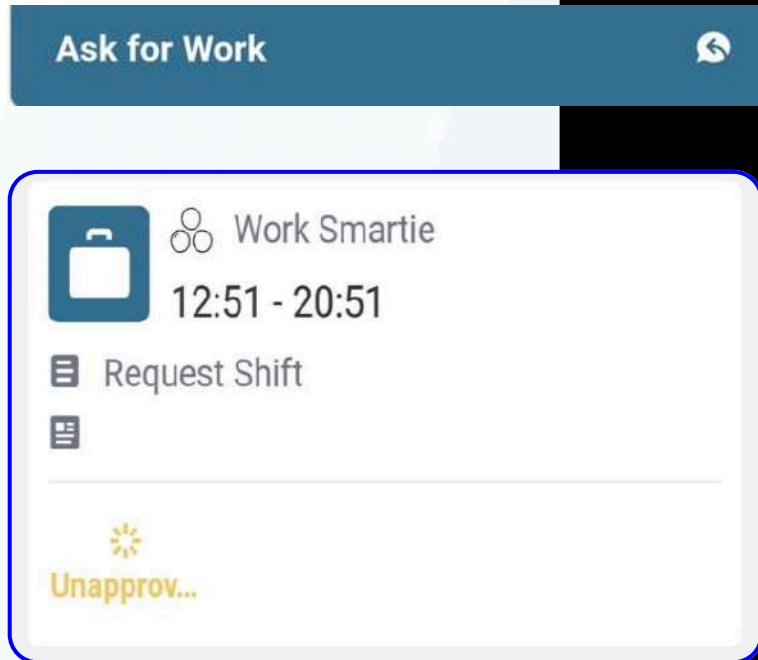 Ask for Work
Work Smartie
12:51 - 20:51
Request Shift
Unapprov...